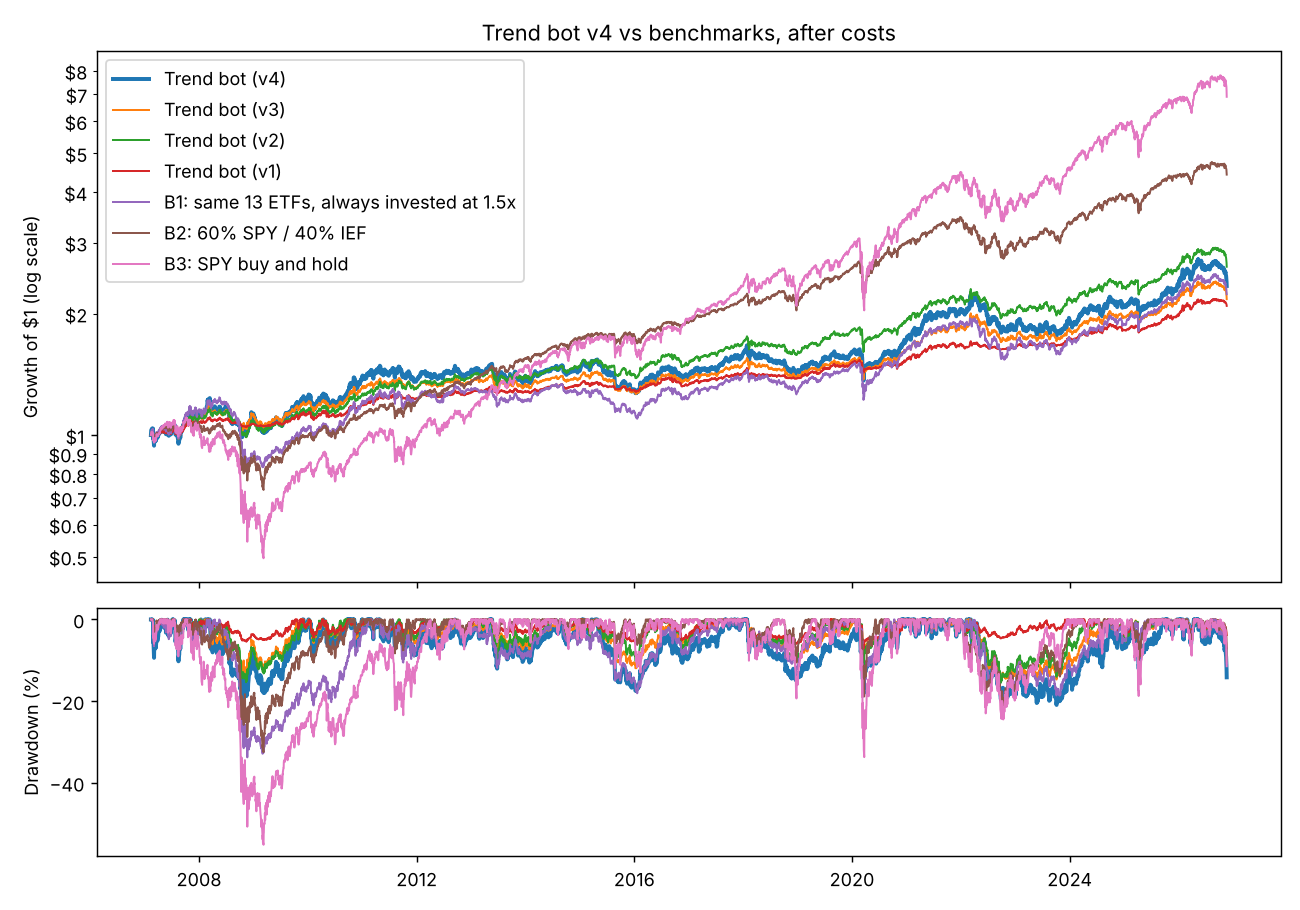 Trend bot v4 vs benchmarks, after costs
Growth of $1 (log scale)
$8
$7
$6
$5
$4
$3
$2
$1
$0.9
$0.8
$0.7
$0.6
$0.5
Trend bot (v4)
Trend bot (v3)
Trend bot (v2)
Trend bot (v1)
B1: same 13 ETFs, always invested at 1.5x
B2: 60% SPY / 40% IEF
B3: SPY buy and hold
Drawdown (%)
0
−20
−40
2008 2012 2016 2020 2024